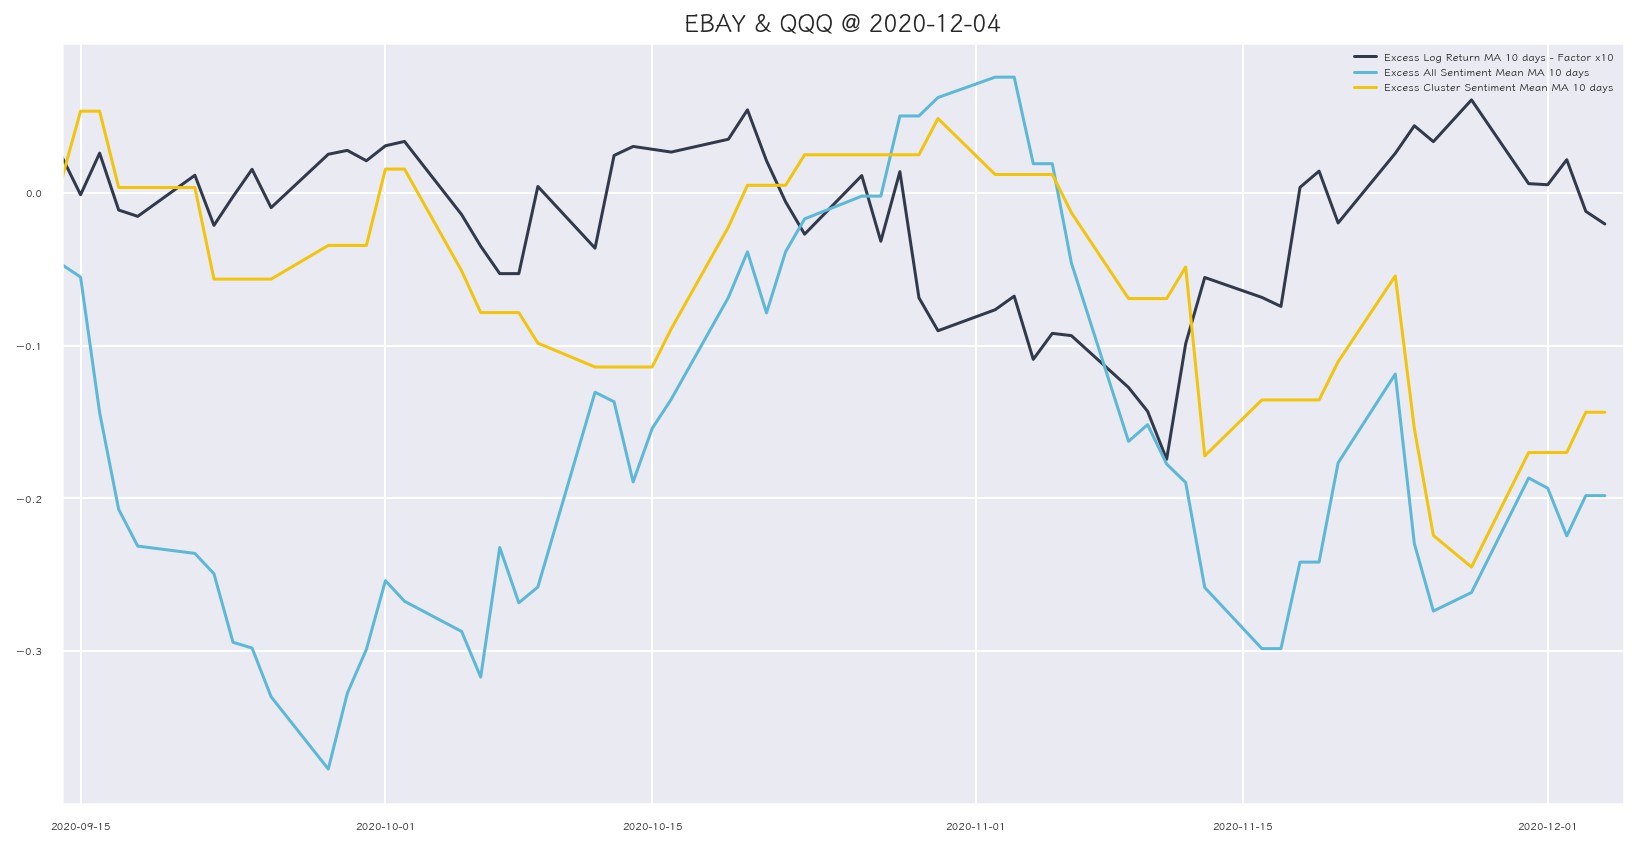 EBAY & QQQ @ 2020-12-04
Excess Log Return MA 10 days - Factor x10
Excess All Sentiment Mean MA 10 days
Excess Cluster Sentiment Mean MA 10 days
0.0
−0.1
−0.2
−0.3
2020-09-15
2020-10-01
2020-10-15
2020-11-01
2020-11-15
2020-12-01